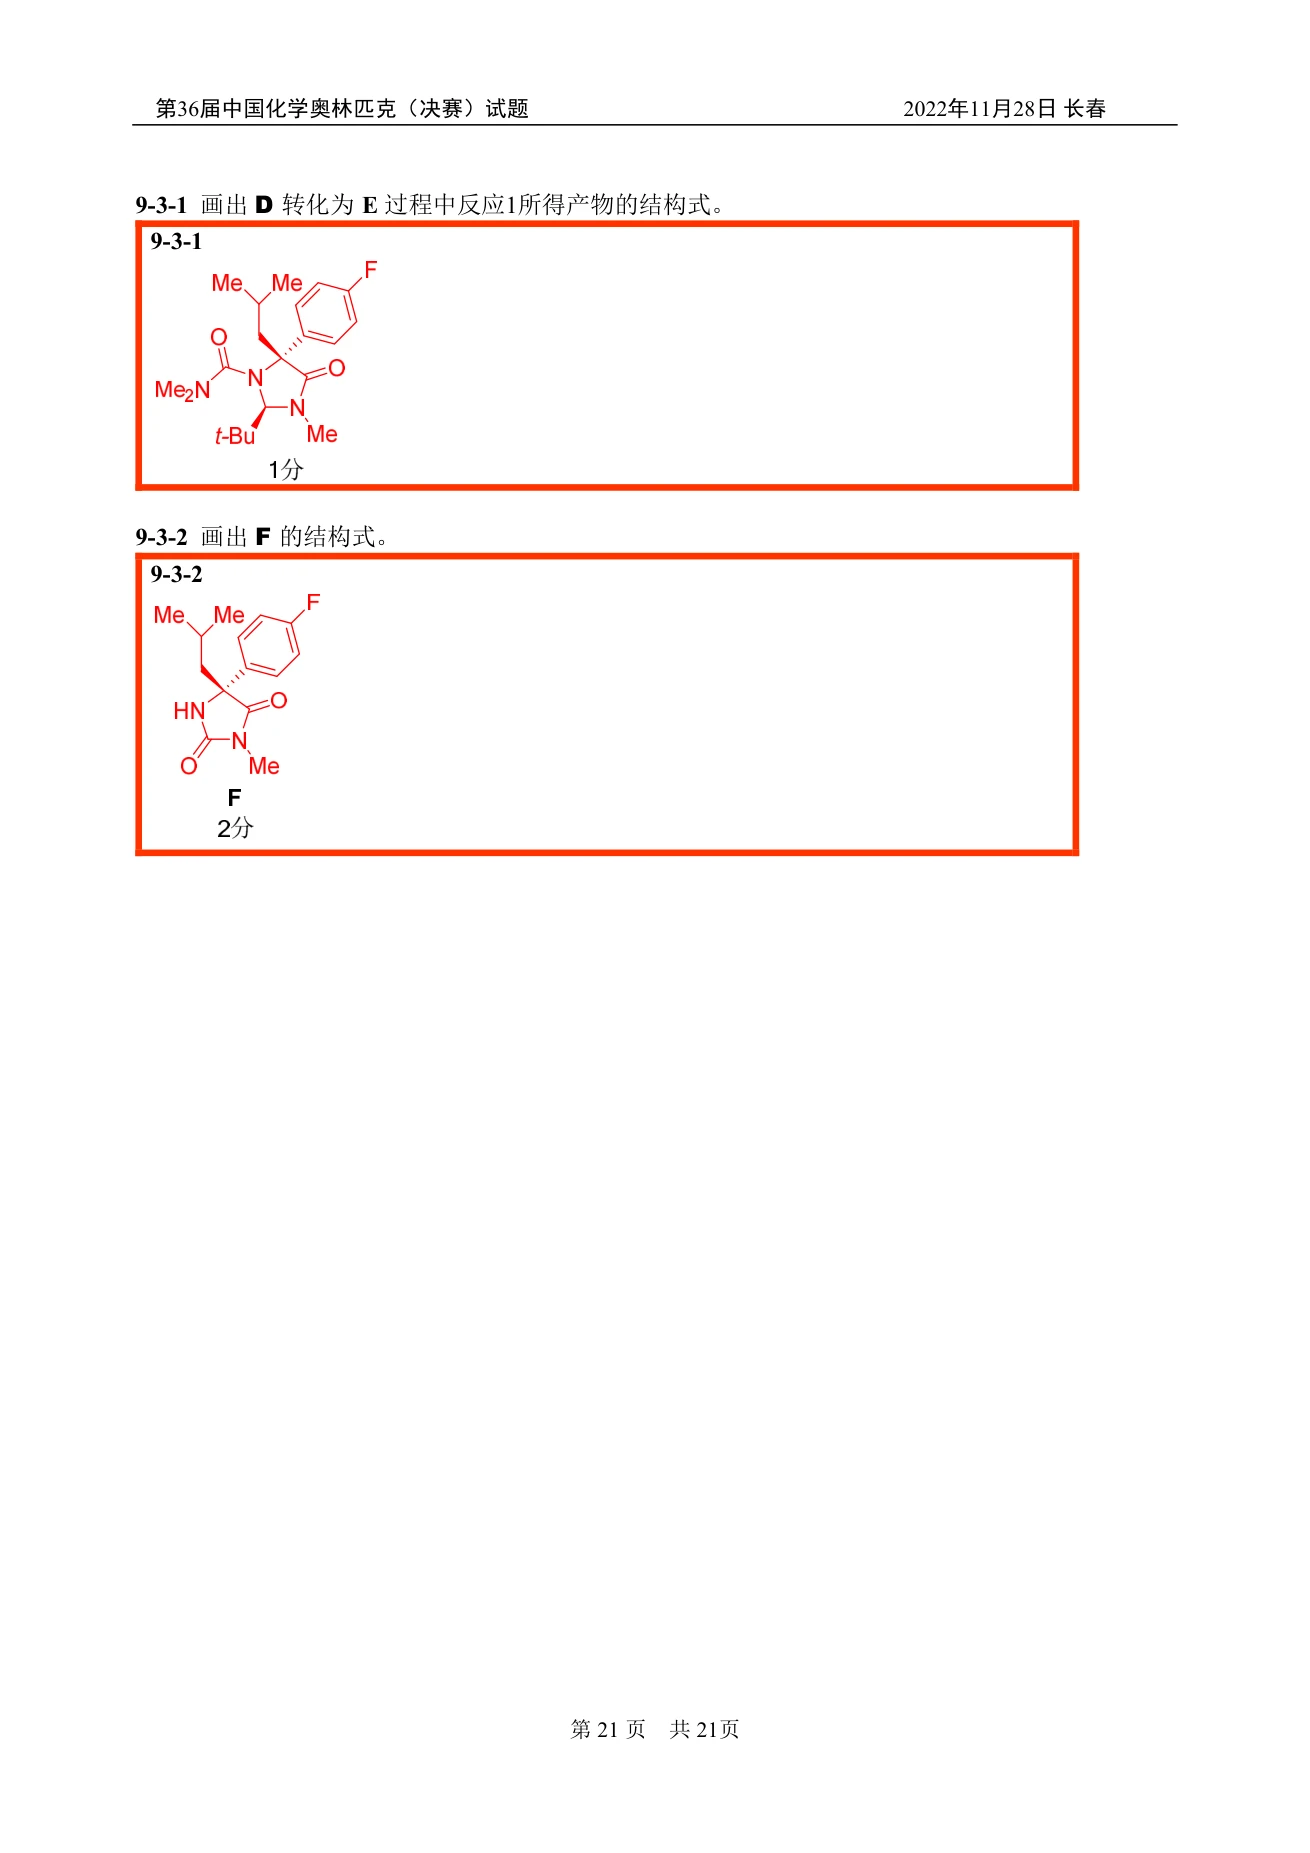 第36届中国化学奥林匹克（决赛）试题 2022年11月28日 长春
9-3-1 画出 D 转化为 E 过程中反应1所得产物的结构式。
9-3-1
F
Me Me
O
N O
Me2N N
t-Bu Me
1分
9-3-2 画出 F 的结构式。
9-3-2
F
Me Me
O
HN
N
O Me
F
2分
第 21 页 共 21页